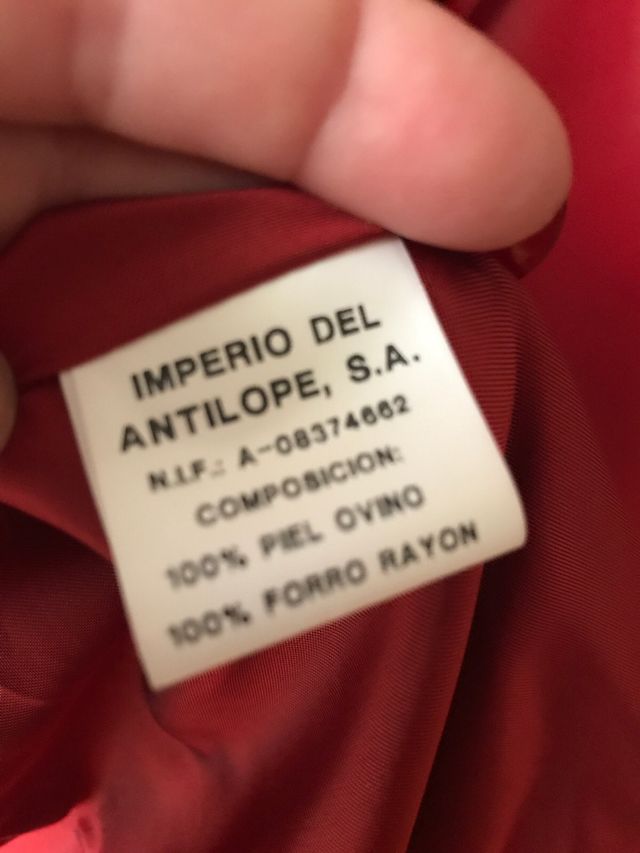 IMPERIO DEL
ANTILOPE, S.A.
N.I.F.: A-08374662
COMPOSICION:
100% PIEL OVINO
100% FORRO RAYON